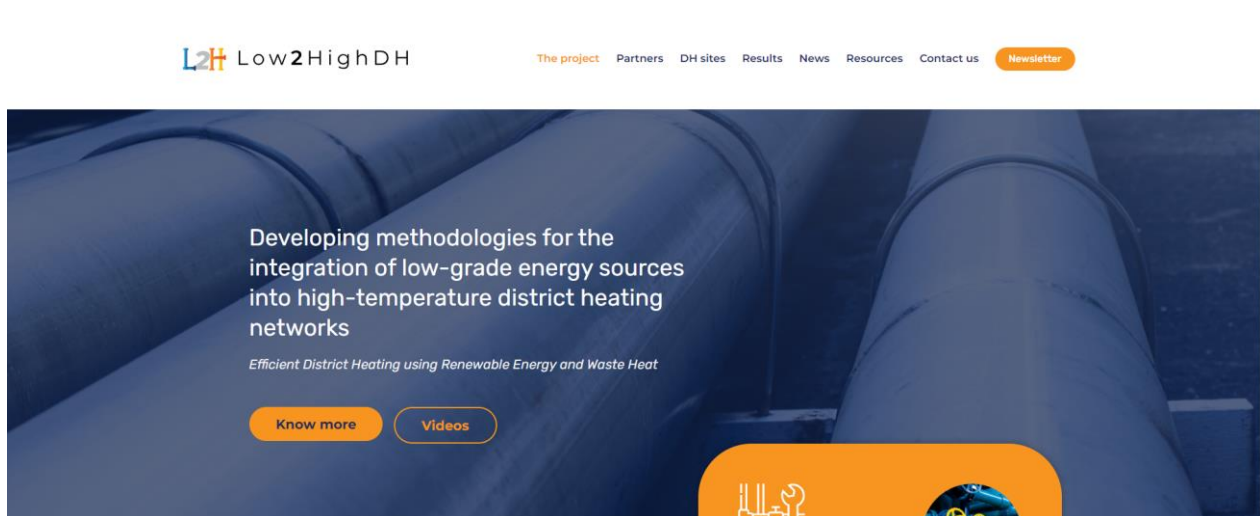 L2H Low2HighDH
The project Partners DH sites Results News Resources Contact us Newsletter
Developing methodologies for the
integration of low-grade energy sources
into high-temperature district heating
networks
Efficient District Heating using Renewable Energy and Waste Heat
Know more Videos